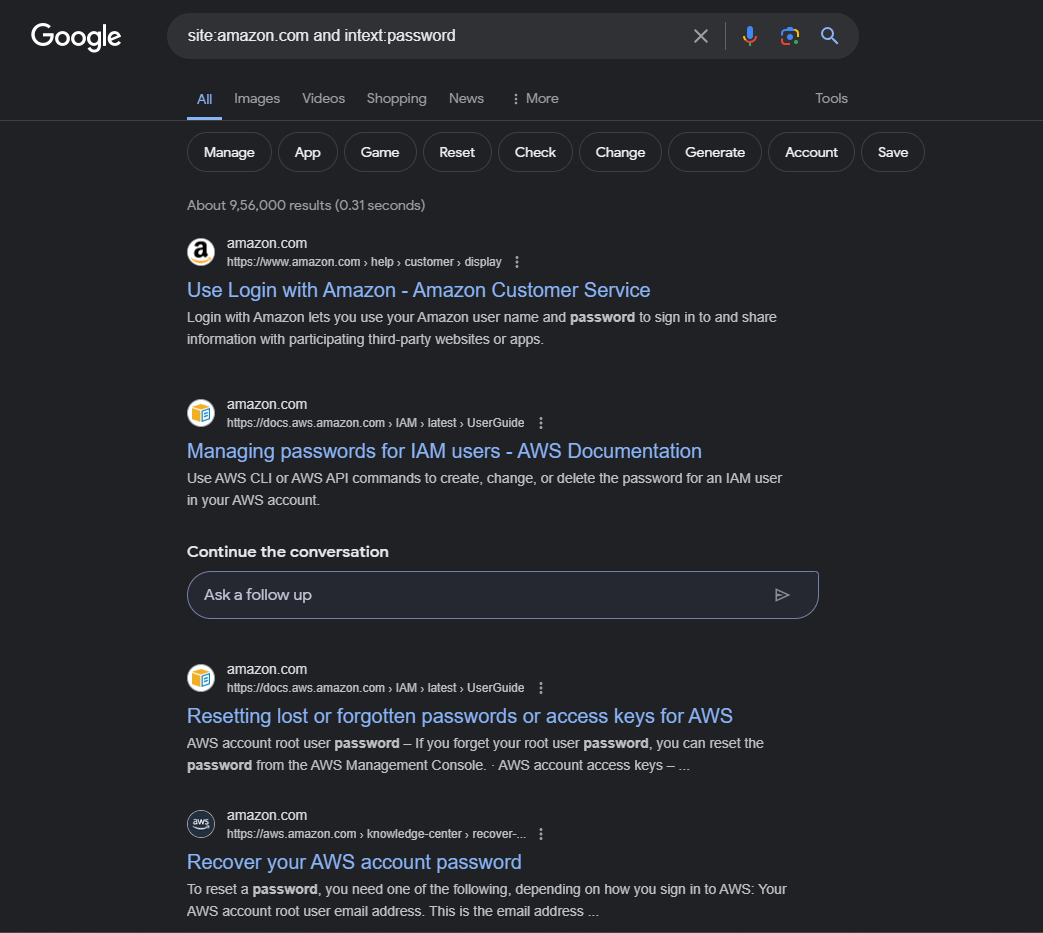 Google
site:amazon.com and intext:password
All Images Videos Shopping News More Tools
Manage App Game Reset Check Change Generate Account Save
About 9,56,000 results (0.31 seconds)
a
amazon.com
https://www.amazon.com › help › customer › display
Use Login with Amazon - Amazon Customer Service
Login with Amazon lets you use your Amazon user name and password to sign in to and share
information with participating third-party websites or apps.
amazon.com
https://docs.aws.amazon.com › IAM › latest › UserGuide
Managing passwords for IAM users - AWS Documentation
Use AWS CLI or AWS API commands to create, change, or delete the password for an IAM user
in your AWS account.
Continue the conversation
Ask a follow up
amazon.com
https://docs.aws.amazon.com › IAM › latest › UserGuide
Resetting lost or forgotten passwords or access keys for AWS
AWS account root user password – If you forget your root user password, you can reset the
password from the AWS Management Console. · AWS account access keys – ...
aws
amazon.com
https://aws.amazon.com › knowledge-center › recover-...
Recover your AWS account password
To reset a password, you need one of the following, depending on how you sign in to AWS: Your
AWS account root user email address. This is the email address ...